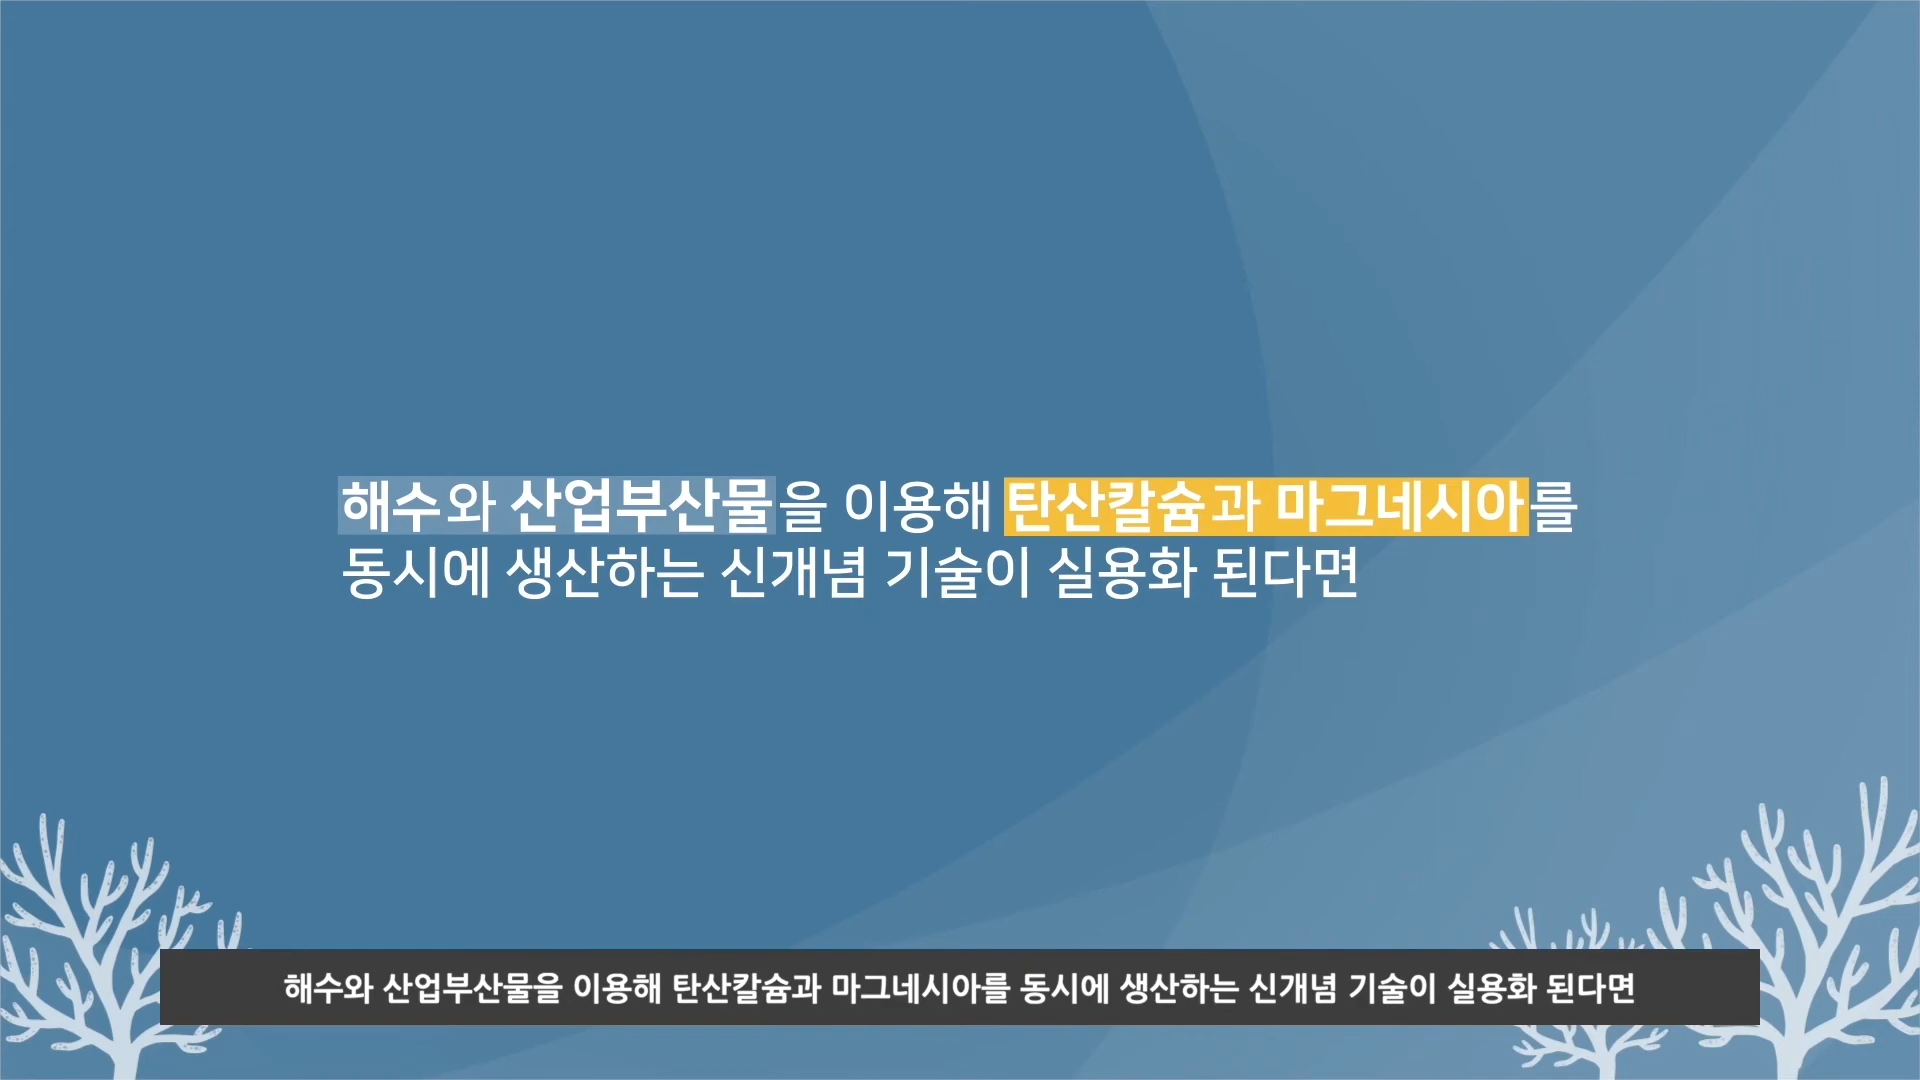 해수와 산업부산물을 이용해 탄산칼슘과 마그네시아를
동시에 생산하는 신개념 기술이 실용화 된다면
해수와 산업부산물을 이용해 탄산칼슘과 마그네시아를 동시에 생산하는 신개념 기술이 실용화 된다면